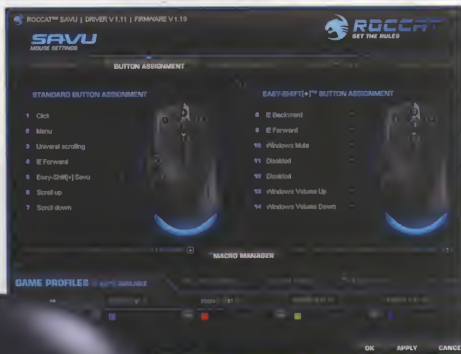 ROCCAT™ SAVU | DRIVER V 1.11 | FIRMWARE V 1.19
SAVU
MOUSE SETTINGS
ROCCAT
SET THE RULES
BUTTON ASSIGNMENT
STANDARD BUTTON ASSIGNMENT
1 Click
2 Menu
3 Universal scrolling
4 IE Forward
5 Easy-Shift[+] Savu
6 Scroll up
7 Scroll down
EASY-SHIFT[+]™ BUTTON ASSIGNMENT
8 IE Backward
9 IE Forward
10 Windows Mute
11 Disabled
12 Disabled
13 Windows Volume Up
14 Windows Volume Down
MACRO MANAGER
GAME PROFILES
AVAILABLE
OK APPLY CANCE